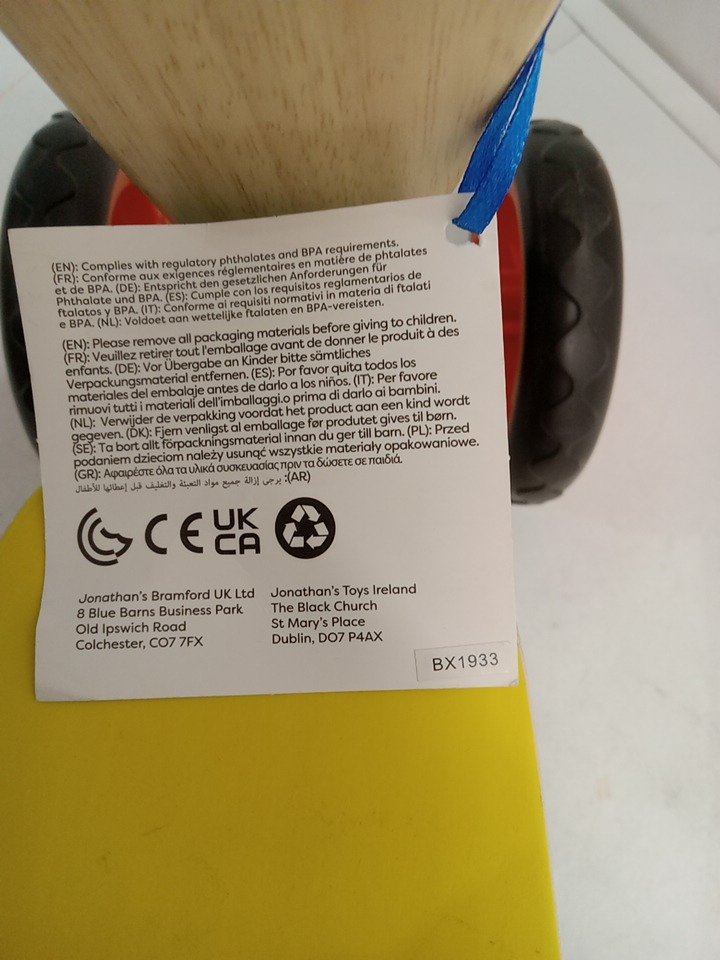 (EN): Complies with regulatory phthalates and BPA requirements.
(FR): Conforme aux exigences réglementaires en matière de phtalates
et de BPA. (DE): Entspricht den gesetzlichen Anforderungen für
Phthalate und BPA. (ES): Cumple con los requisitos reglamentarios de
ftalatos y BPA. (IT): Conforme ai requisiti normativi in materia di ftalati
e BPA. (NL): Voldoet aan wettelijke ftalaten en BPA-vereisten.
(EN): Please remove all packaging materials before giving to children.
(FR): Veuillez retirer tout l'emballage avant de donner le produit à des
enfants. (DE): Vor Übergabe an Kinder bitte sämtliches
Verpackungsmaterial entfernen. (ES): Por favor quita todos los
materiales del embalaje antes de darlo a los niños. (IT): Per favore
rimuovi tutti i materiali dell'imballaggi.o prima di darlo ai bambini.
(NL): Verwijder de verpakking voordat het product aan een kind wordt
gegeven. (DK): Fjern venligst al emballage før produtet gives til børn.
(SE): Ta bort allt förpackningsmaterial innan du ger till barn. (PL): Przed
podaniem dzieciom należy usunąć wszystkie materiały opakowaniowe.
(GR): Αφαιρέστε όλα τα υλικά συσκευασίας πριν τα δώσετε σε παιδιά.
(AR): يرجى إزالة جميع مواد التعبئة والتغليف قبل إعطائها للأطفال
CE UK
CA
Jonathan's Bramford UK Ltd
8 Blue Barns Business Park
Old Ipswich Road
Colchester, CO7 7FX
Jonathan's Toys Ireland
The Black Church
St Mary's Place
Dublin, DO7 P4AX
BX1933